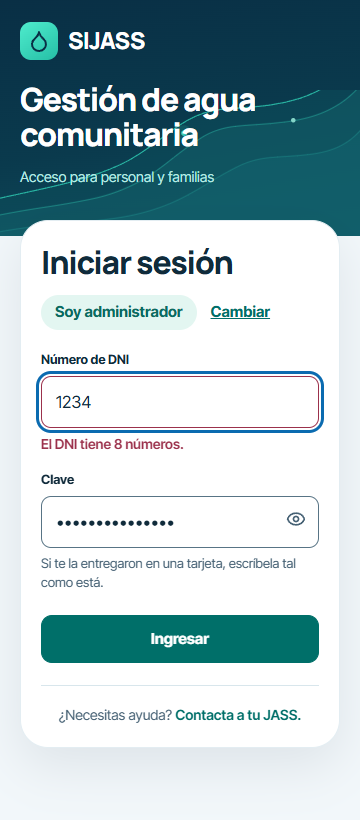 SIJASS
Gestión de agua
comunitaria
Acceso para personal y familias
Iniciar sesión
Soy administrador Cambiar
Número de DNI
1234
El DNI tiene 8 números.
Clave
•••••••••••••••
Si te la entregaron en una tarjeta, escríbela tal
como está.
Ingresar
¿Necesitas ayuda? Contacta a tu JASS.